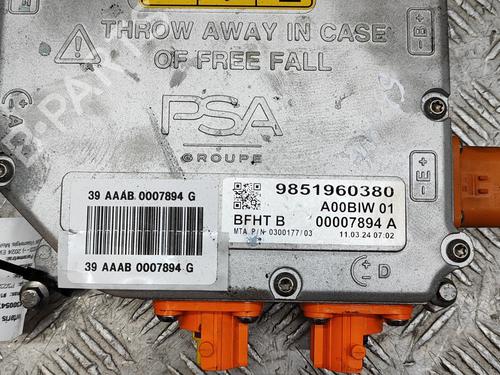 THROW AWAY IN CASE
OF FREE FALL
PSA
GROUPE
B-PARTS
+B-
+E-
39 AAAB 0007894 G
39 AAAB 0007894 G
9851960380
A00BIW 01
BFHT B 00007894 A
MTA P/N 0300177/03 11.03.24 07:02
D